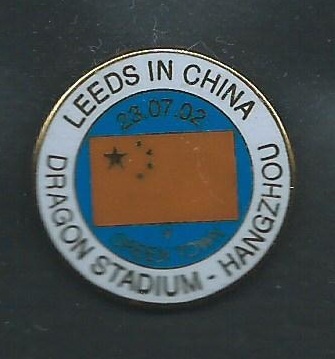 LEEDS IN CHINA
23.07.02
GREEN TOWN
DRAGON STADIUM - HANGZHOU